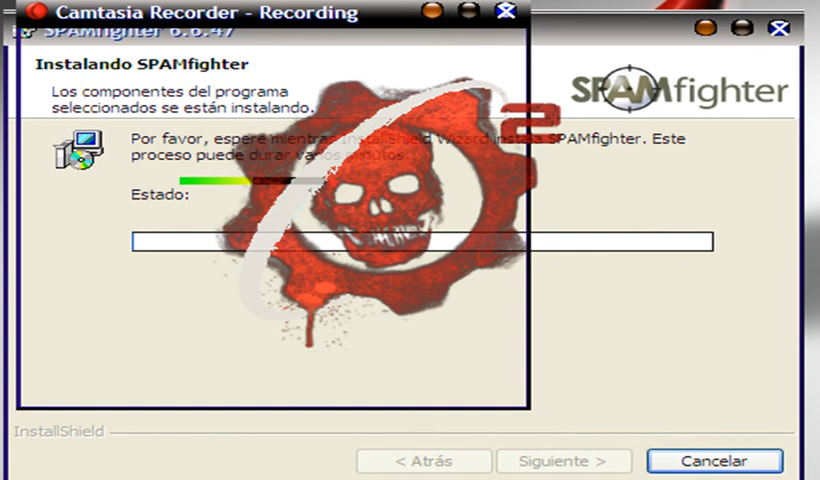 Camtasia Recorder - Recording
SPAMfighter 6.6.47
Instalando SPAMfighter
Los componentes del programa
seleccionados se están instalando.
SPAMfighter
2
Por favor, espere mientras InstallShield Wizard instala SPAMfighter. Este
proceso puede durar varios minutos.
Estado:
InstallShield
< Atrás
Siguiente >
Cancelar